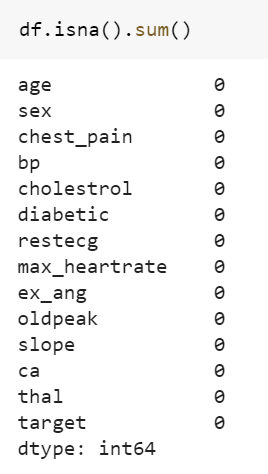 df.isna().sum()
age 0
sex 0
chest_pain 0
bp 0
cholestrol 0
diabetic 0
restecg 0
max_heartrate 0
ex_ang 0
oldpeak 0
slope 0
ca 0
thal 0
target 0
dtype: int64